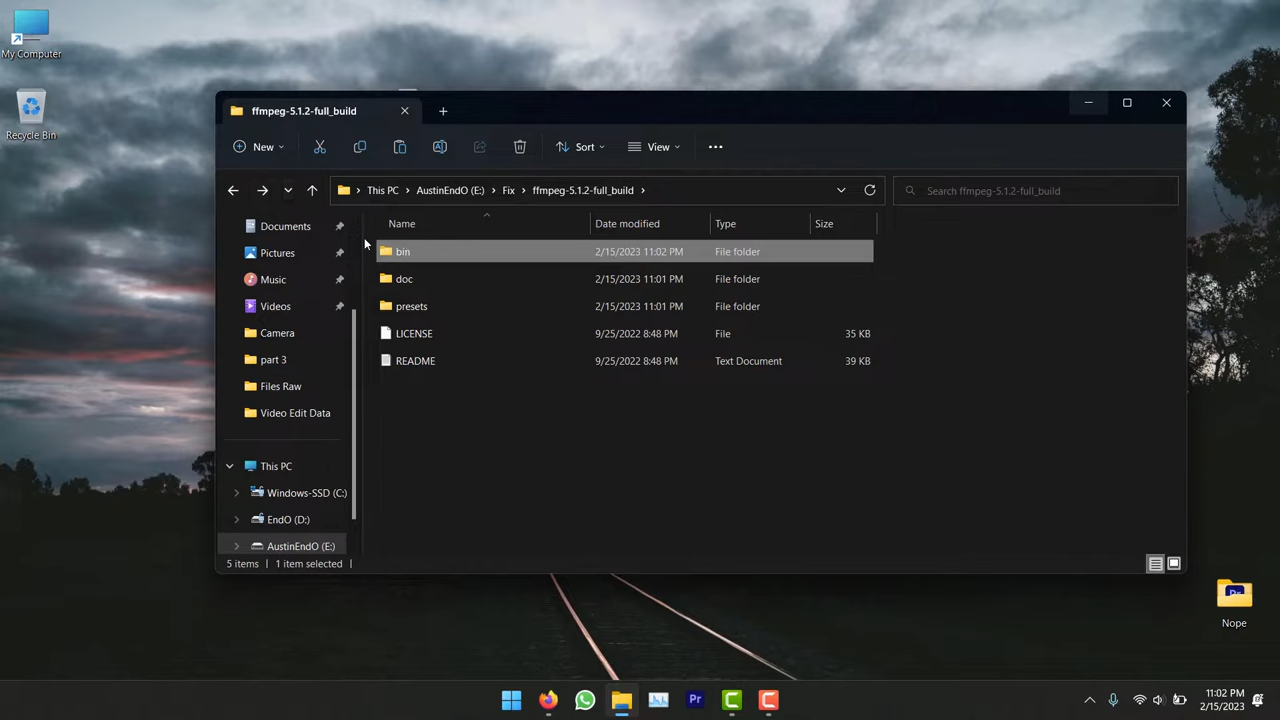 My Computer
Recycle Bin
ffmpeg-5.1.2-full_build
New
Sort
View
This PC > AustinEndO (E:) > Fix > ffmpeg-5.1.2-full_build >
Search ffmpeg-5.1.2-full_build
Documents
Pictures
Music
Videos
Camera
part 3
Files Raw
Video Edit Data
This PC
Windows-SSD (C:)
EndO (D:)
AustinEndO (E:)
Name Date modified Type Size
bin 2/15/2023 11:02 PM File folder
doc 2/15/2023 11:01 PM File folder
presets 2/15/2023 11:01 PM File folder
LICENSE 9/25/2022 8:48 PM File 35 KB
README 9/25/2022 8:48 PM Text Document 39 KB
5 items 1 item selected
Pr
Nope
Pr
11:02 PM
2/15/2023